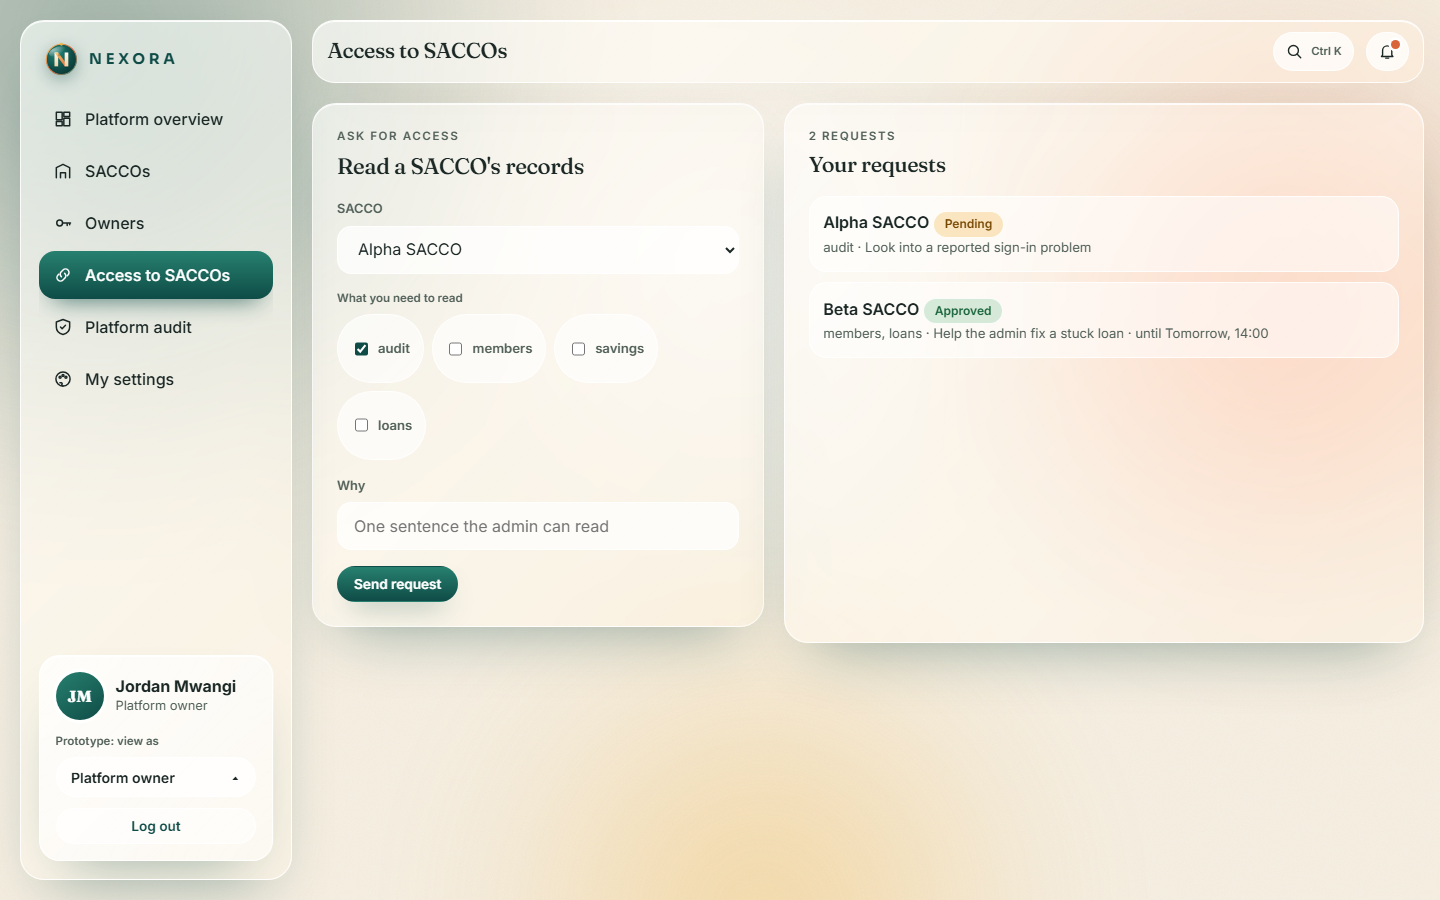 NEXORA
Platform overview
SACCOs
Owners
Access to SACCOs
Platform audit
My settings
JM
Jordan Mwangi
Platform owner
Prototype: view as
Platform owner
Log out
Access to SACCOs
Ctrl K
ASK FOR ACCESS
Read a SACCO's records
SACCO
Alpha SACCO
What you need to read
audit
members
savings
loans
Why
One sentence the admin can read
Send request
2 REQUESTS
Your requests
Alpha SACCO Pending
audit · Look into a reported sign-in problem
Beta SACCO Approved
members, loans · Help the admin fix a stuck loan · until Tomorrow, 14:00